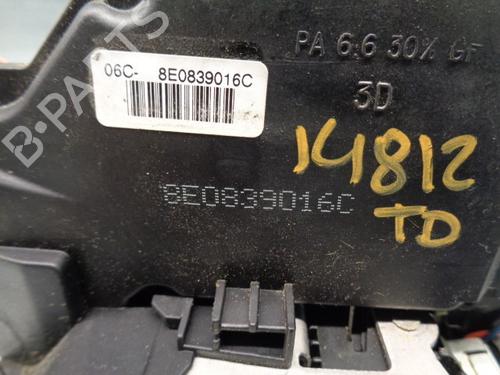 PA 6.6 30% GF
06C- 8E0839016C
3D
14812
8E0839016C
TD
B-PARTS